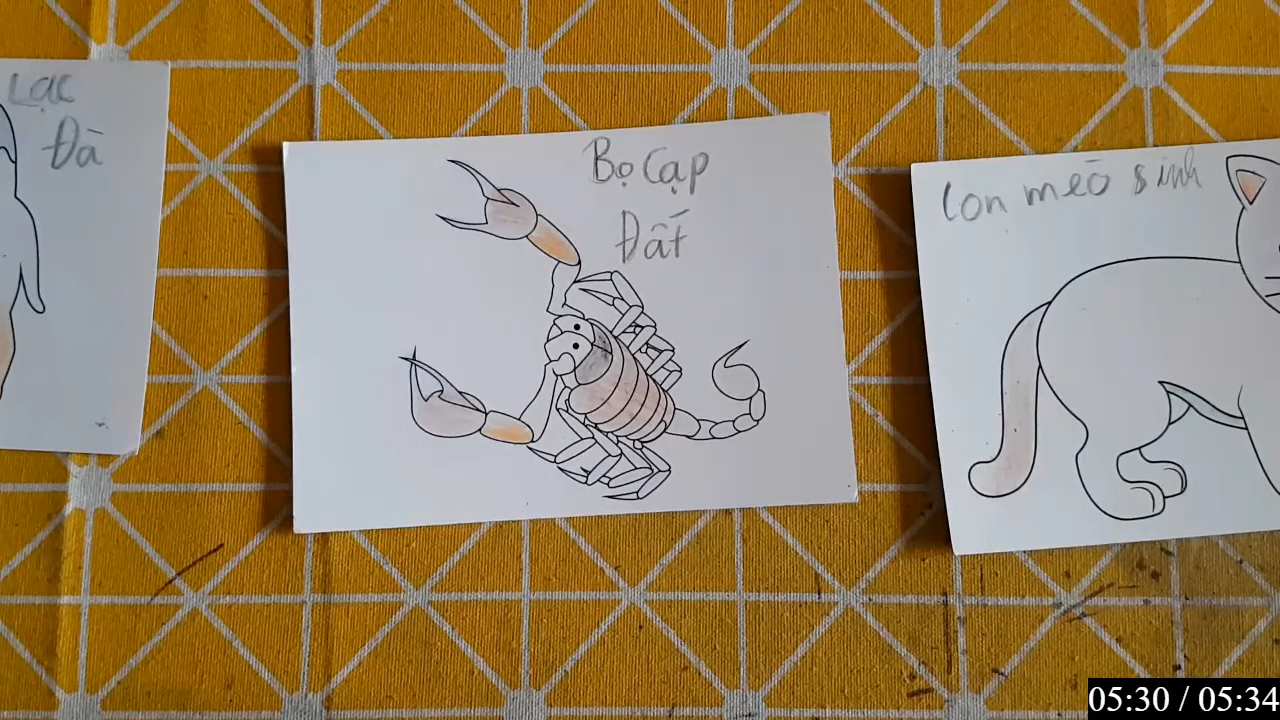 Lạc
Đà
Bọ Cạp
Đất
Con mèo sinh
05:30 / 05:34